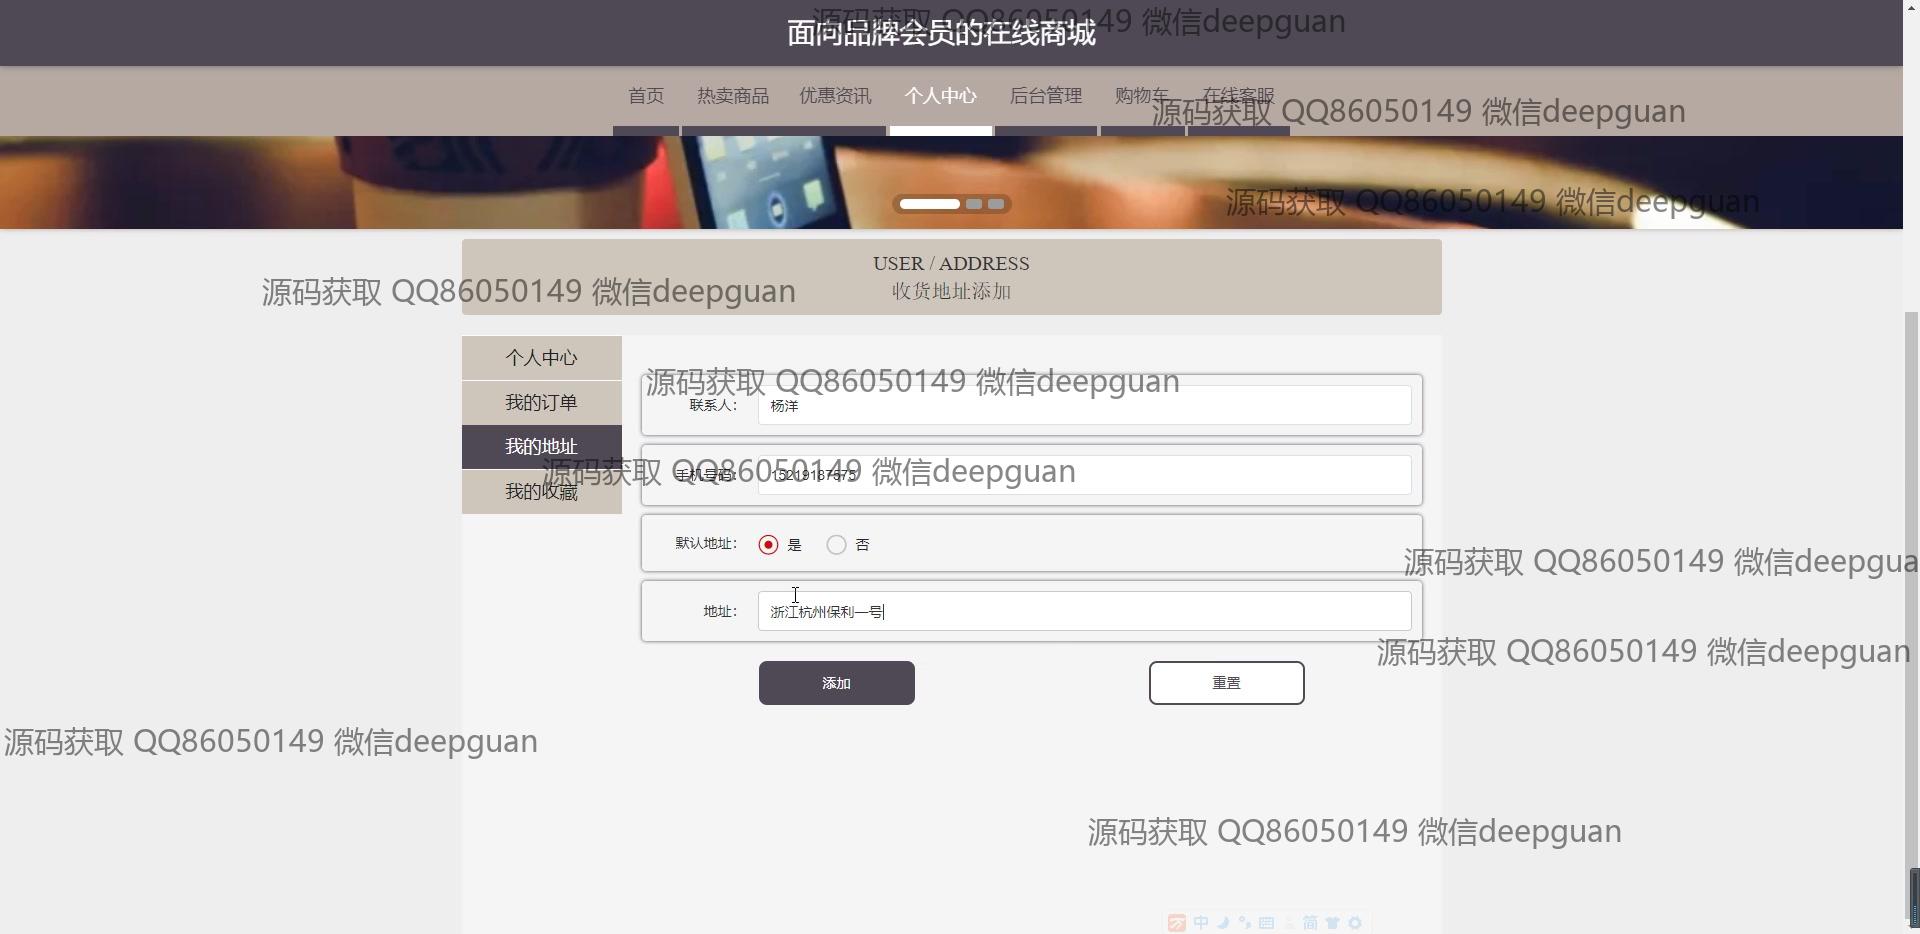 面向品牌会员的在线商城
源码获取 QQ86050149 微信deepguan
首页 热卖商品 优惠资讯 个人中心 后台管理 购物车 在线客服
源码获取 QQ86050149 微信deepguan
源码获取 QQ86050149 微信deepguan
USER / ADDRESS
收货地址添加
源码获取 QQ86050149 微信deepguan
个人中心
我的订单
我的地址
我的收藏
源码获取 QQ86050149 微信deepguan
联系人: 杨洋
源码获取 QQ86050149 微信deepguan
手机号码: 15219187575
默认地址: 是 否
源码获取 QQ86050149 微信deepgua
地址: 浙江杭州保利一号
源码获取 QQ86050149 微信deepguan
添加 重置
源码获取 QQ86050149 微信deepguan
源码获取 QQ86050149 微信deepguan
中 简